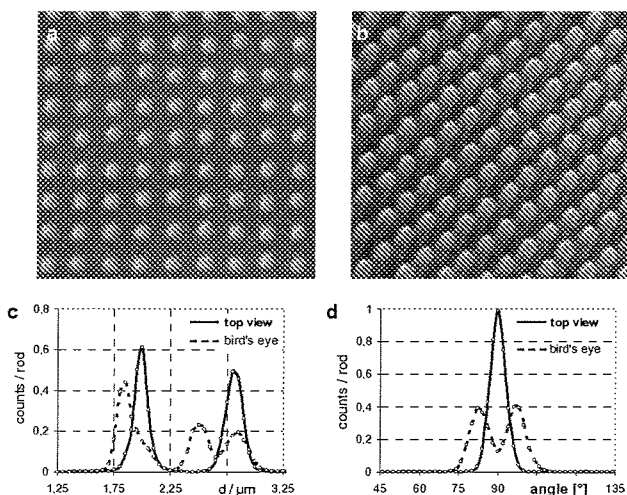 a
b
c
0,8
0,6
0,4
0,2
0
counts / rod
top view
bird's eye
1,25
1,75
2,25
d / µm
3,25
d
1
0,8
0,6
0,4
0,2
0
counts / rod
top view
bird's eye
45
60
75
90
105
angle [°]
135